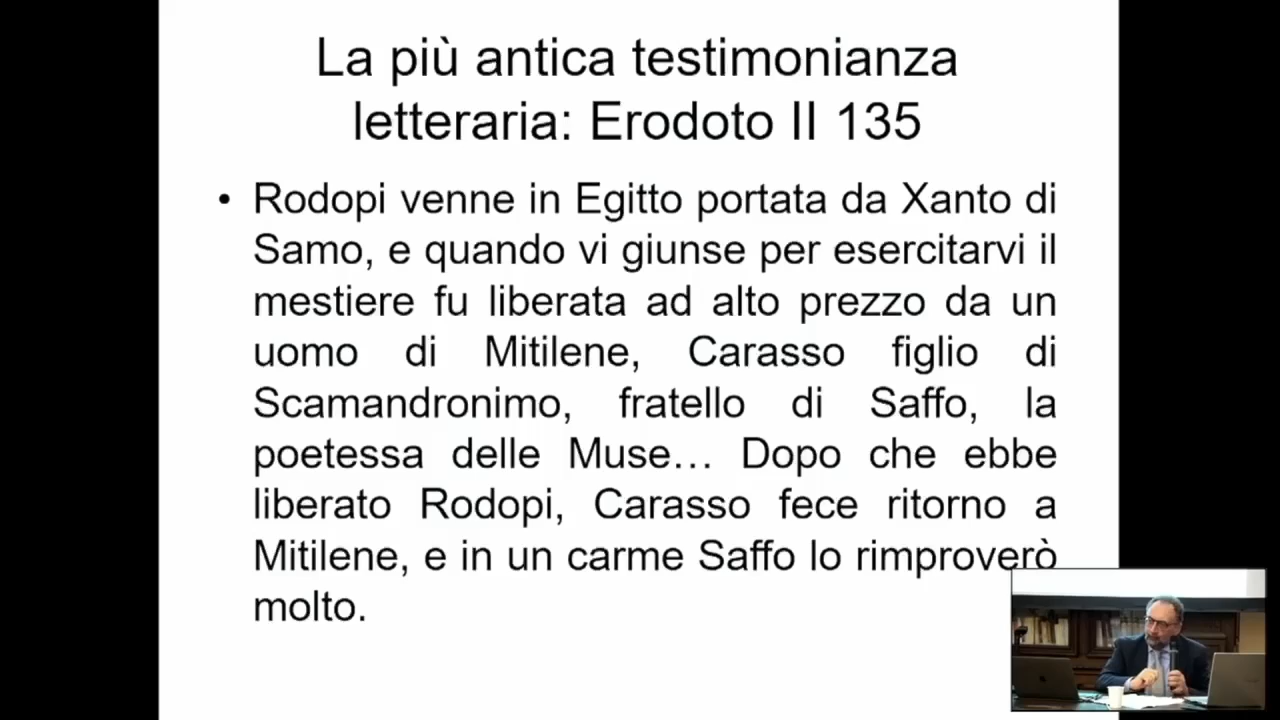 La più antica testimonianza
letteraria: Erodoto II 135
• Rodopi venne in Egitto portata da Xanto di
Samo, e quando vi giunse per esercitarvi il
mestiere fu liberata ad alto prezzo da un
uomo di Mitilene, Carasso figlio di
Scamandronimo, fratello di Saffo, la
poetessa delle Muse… Dopo che ebbe
liberato Rodopi, Carasso fece ritorno a
Mitilene, e in un carme Saffo lo rimproverò
molto.